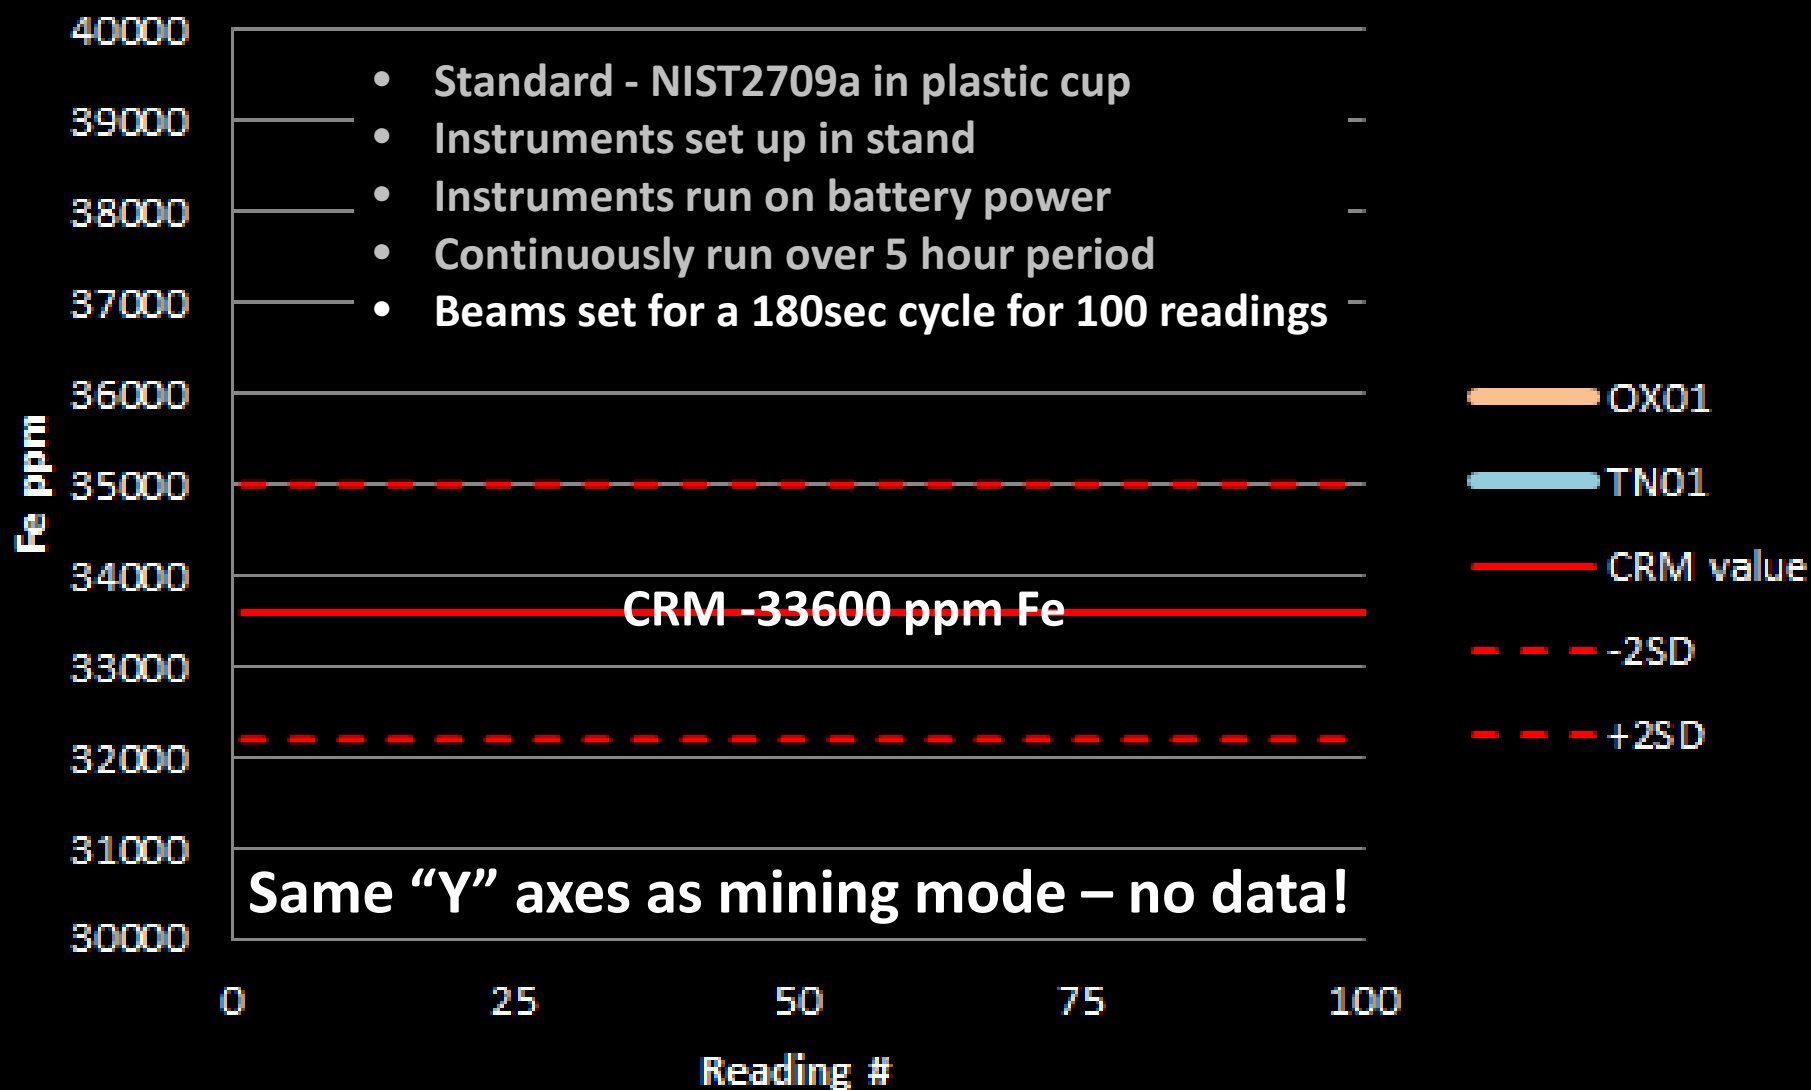 40000
39000
38000
37000
36000
35000
34000
33000
32000
31000
30000
Fe ppm
• Standard - NIST2709a in plastic cup
• Instruments set up in stand
• Instruments run on battery power
• Continuously run over 5 hour period
• Beams set for a 180sec cycle for 100 readings
CRM -33600 ppm Fe
Same “Y” axes as mining mode – no data!
0 25 50 75 100
Reading #
OX01
TN01
CRM value
-2SD
+2SD